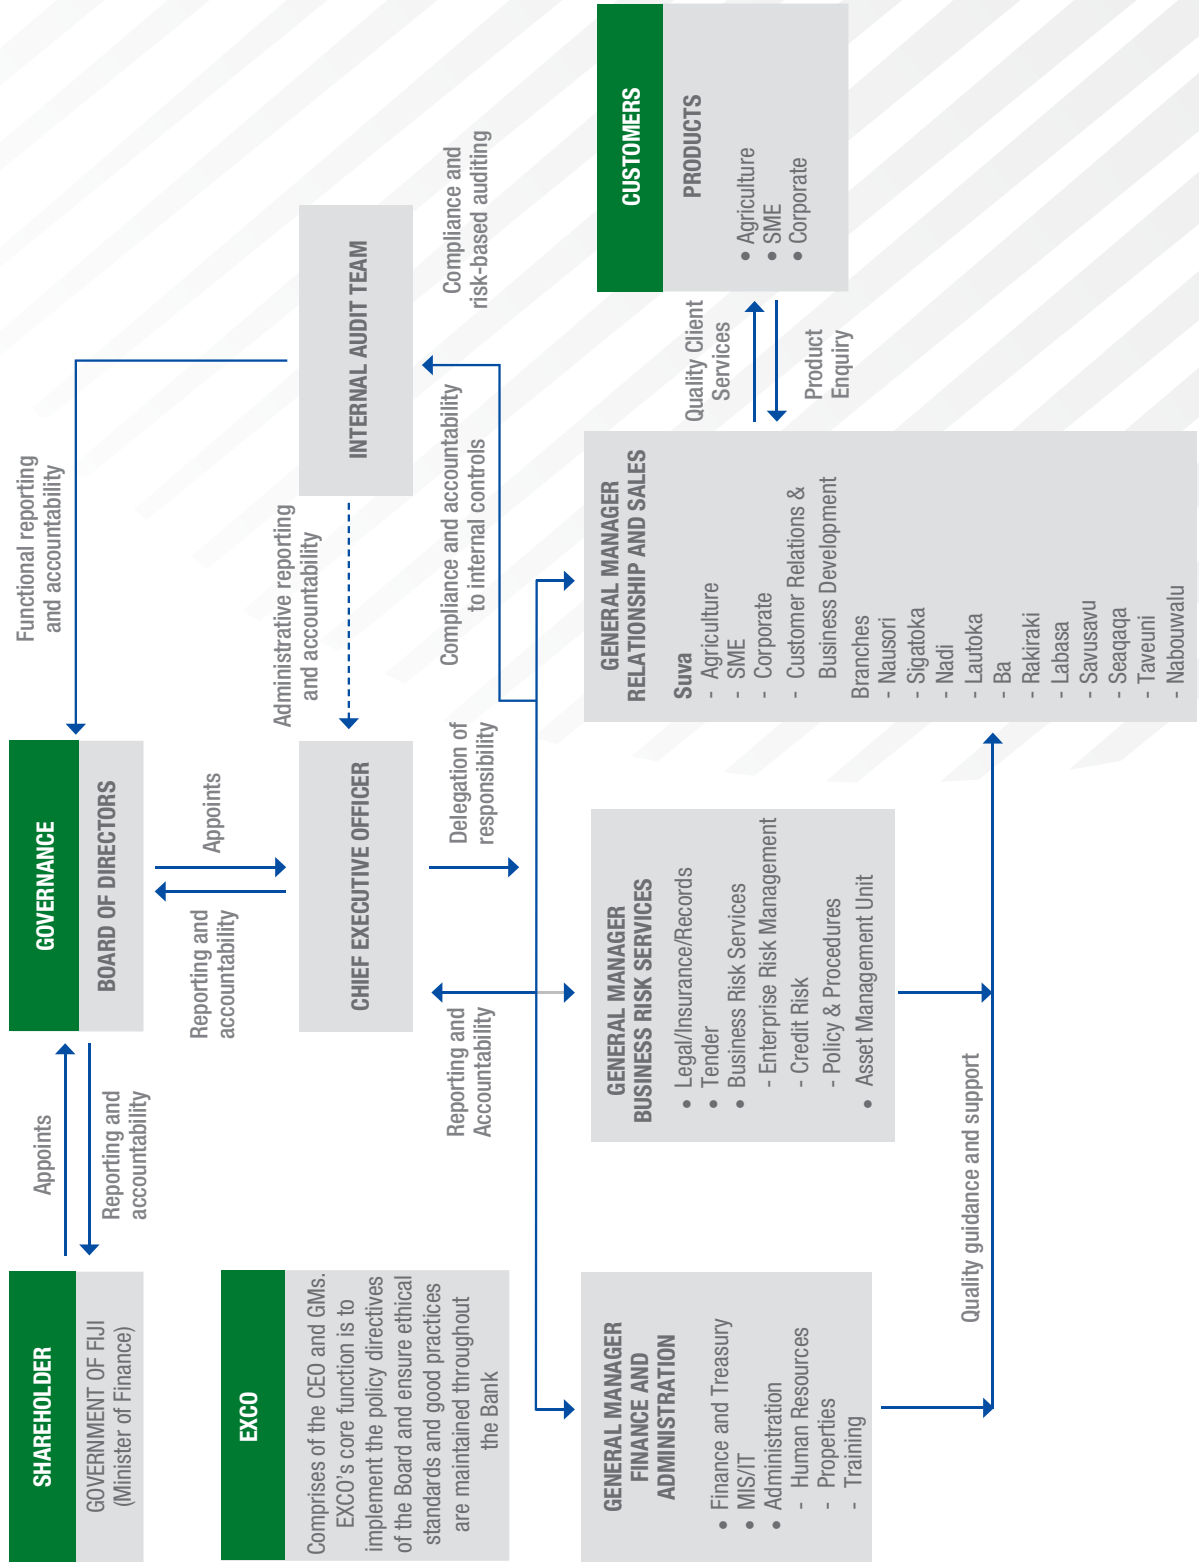 SHAREHOLDER
GOVERNMENT OF FIJI
(Minister of Finance)
Appoints
Reporting and
accountability
GOVERNANCE
BOARD OF DIRECTORS
Functional reporting
and accountability
Reporting and
accountability
Appoints
EXCO
Comprises of the CEO and GMs.
EXCO's core function is to
implement the policy directives
of the Board and ensure ethical
standards and good practices
are maintained throughout
the Bank
CHIEF EXECUTIVE OFFICER
Administrative reporting
and accountability
INTERNAL AUDIT TEAM
Reporting and
Accountability
Delegation of
responsibility
Compliance and accountability
to internal controls
Compliance and
risk-based auditing
GENERAL MANAGER
FINANCE AND
ADMINISTRATION
• Finance and Treasury
• MIS/IT
• Administration
- Human Resources
- Properties
- Training
GENERAL MANAGER
BUSINESS RISK SERVICES
• Legal/Insurance/Records
• Tender
• Business Risk Services
- Enterprise Risk Management
- Credit Risk
- Policy & Procedures
• Asset Management Unit
GENERAL MANAGER
RELATIONSHIP AND SALES
Suva
- Agriculture
- SME
- Corporate
- Customer Relations &
Business Development
Branches
- Nausori
- Sigatoka
- Nadi
- Lautoka
- Ba
- Rakiraki
- Labasa
- Savusavu
- Seaqaqa
- Taveuni
- Nabouwalu
Quality Client
Services
Product
Enquiry
CUSTOMERS
PRODUCTS
• Agriculture
• SME
• Corporate
Quality guidance and support